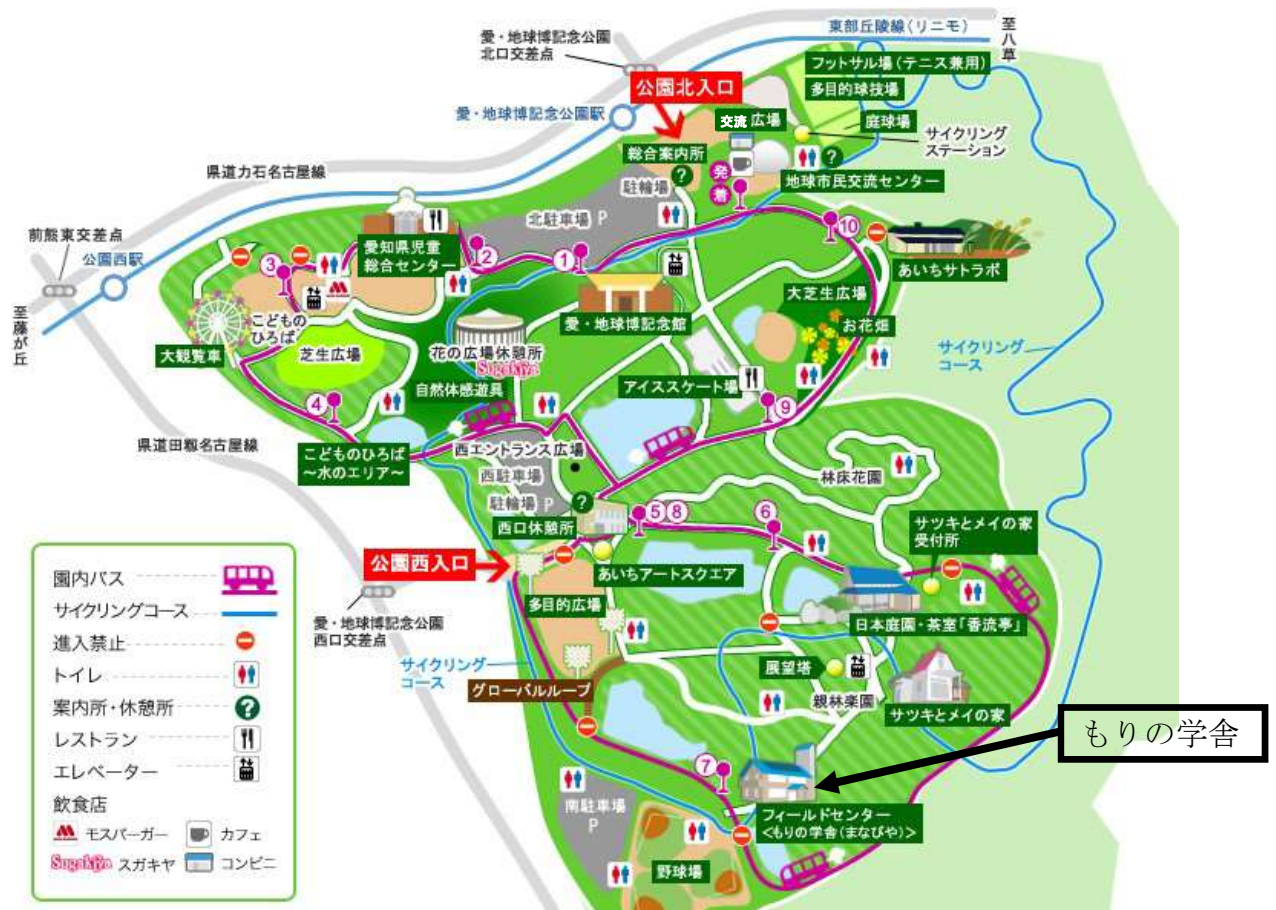 東部丘陵線（リニモ）
至八草
愛・地球博記念公園
北口交差点
フットサル場（テニス兼用）
多目的球技場
公園北入口
愛・地球博記念公園駅
交流広場
庭球場
サイクリング
ステーション
総合案内所
?
?
発
着
地球市民交流センター
駐輪場
県道力石名古屋線
北駐車場 P
10
前熊東交差点
公園西駅
愛知県児童
総合センター
2
1
3
あいちサトラボ
至藤が丘
こどもの
ひろば
大観覧車
芝生広場
花の広場休憩所
Sugakiya
愛・地球博記念館
大芝生広場
お花畑
サイクリング
コース
自然体感遊具
アイススケート場
4
9
県道田籾名古屋線
こどものひろば
～水のエリア～
西エントランス広場
西駐車場
駐輪場 P
?
林床花園
西口休憩所
5 8
6
サツキとメイの家
受付所
公園西入口
あいちアートスクエア
愛・地球博記念公園
西口交差点
多目的広場
日本庭園・茶室「香流亭」
サイクリング
コース
展望塔
グローバルループ
親林楽園
サツキとメイの家
もりの学舎
7
南駐車場
P
フィールドセンター
＜もりの学舎（まなびや）＞
野球場
園内バス
サイクリングコース
進入禁止
トイレ
案内所・休憩所
?
レストラン
エレベーター
飲食店
モスバーガー
カフェ
Sugakiya スガキヤ
コンビニ